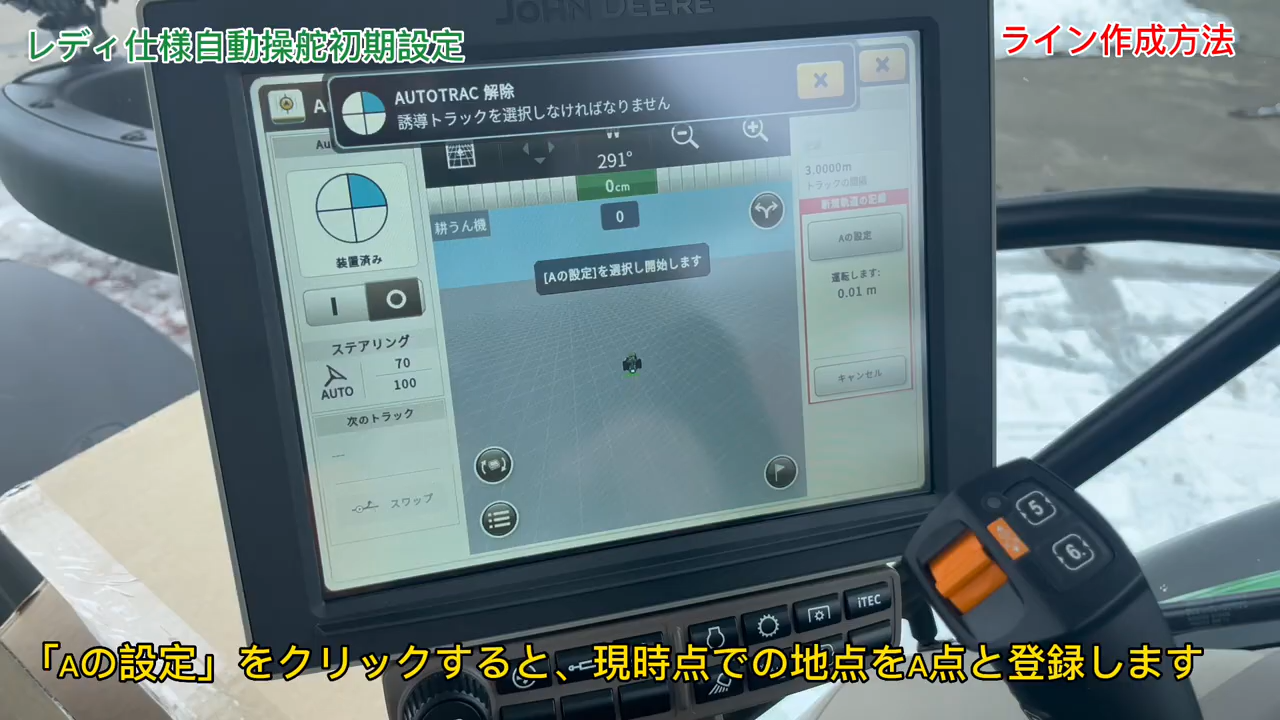 JOHN DEERE
レディ仕様自動操舵初期設定
ライン作成方法
AUTOTRAC 解除
誘導トラックを選択しなければなりません
291°
0cm
0
耕うん機
[Aの設定]を選択し開始します
装置済み
ステアリング
AUTO
70
100
次のトラック
スワップ
3.0000m
トラックの間隔
新規軌道の記録
Aの設定
運転します:
0.01 m
キャンセル
5
6
iTEC
「Aの設定」をクリックすると、現時点での地点をA点と登録します